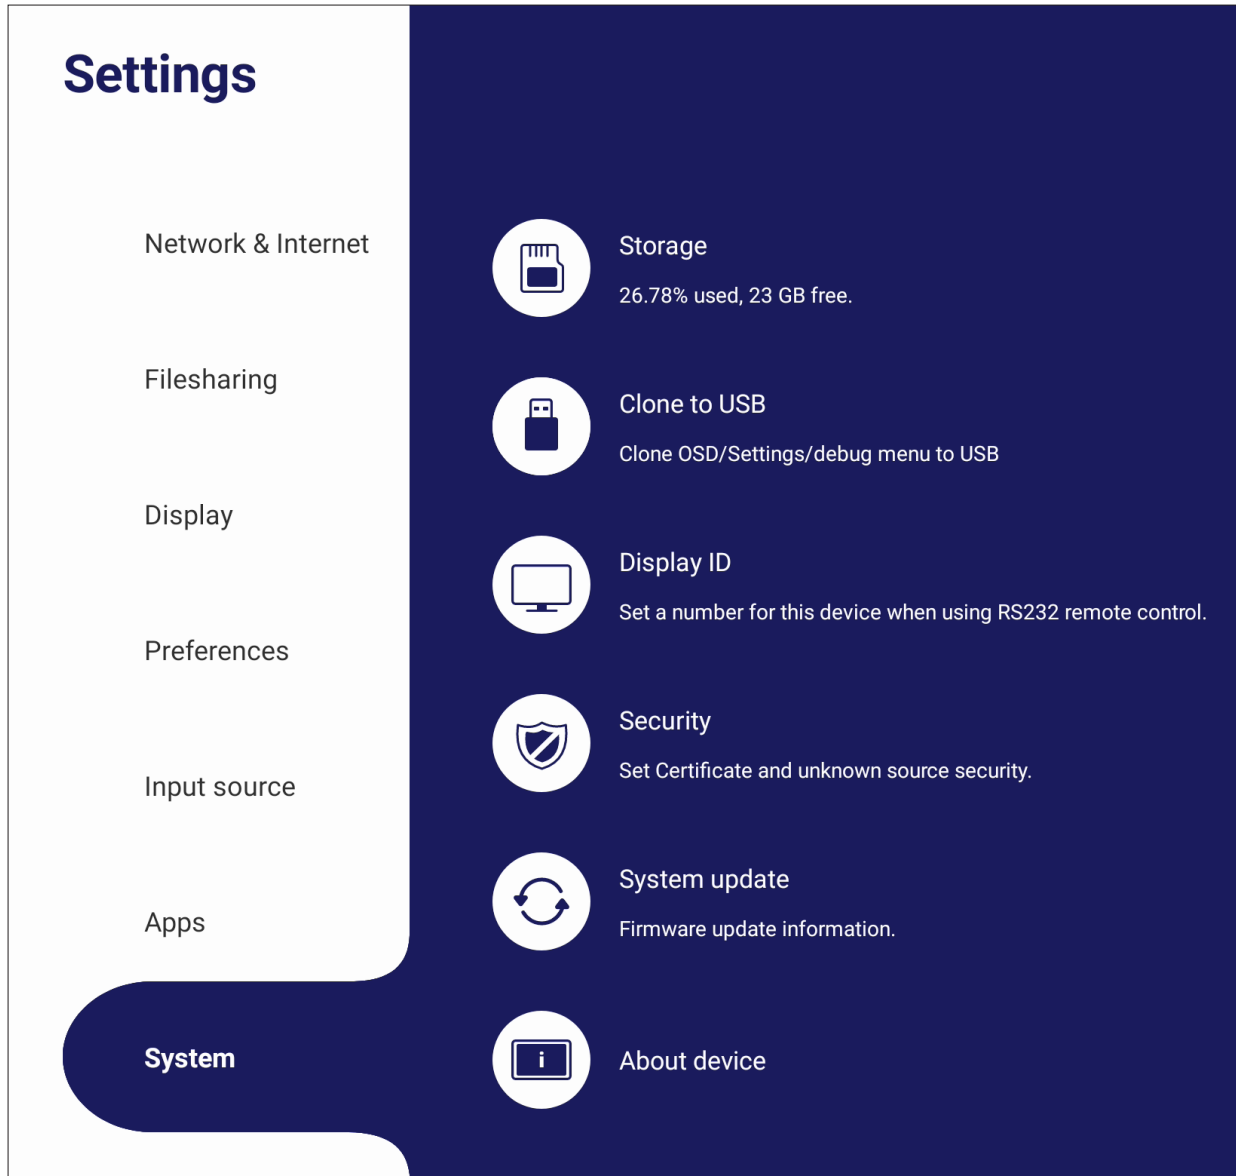 Settings
Network & Internet
Filesharing
Display
Preferences
Input source
Apps
System
Storage
26.78% used, 23 GB free.
Clone to USB
Clone OSD/Settings/debug menu to USB
Display ID
Set a number for this device when using RS232 remote control.
Security
Set Certificate and unknown source security.
System update
Firmware update information.
i
About device